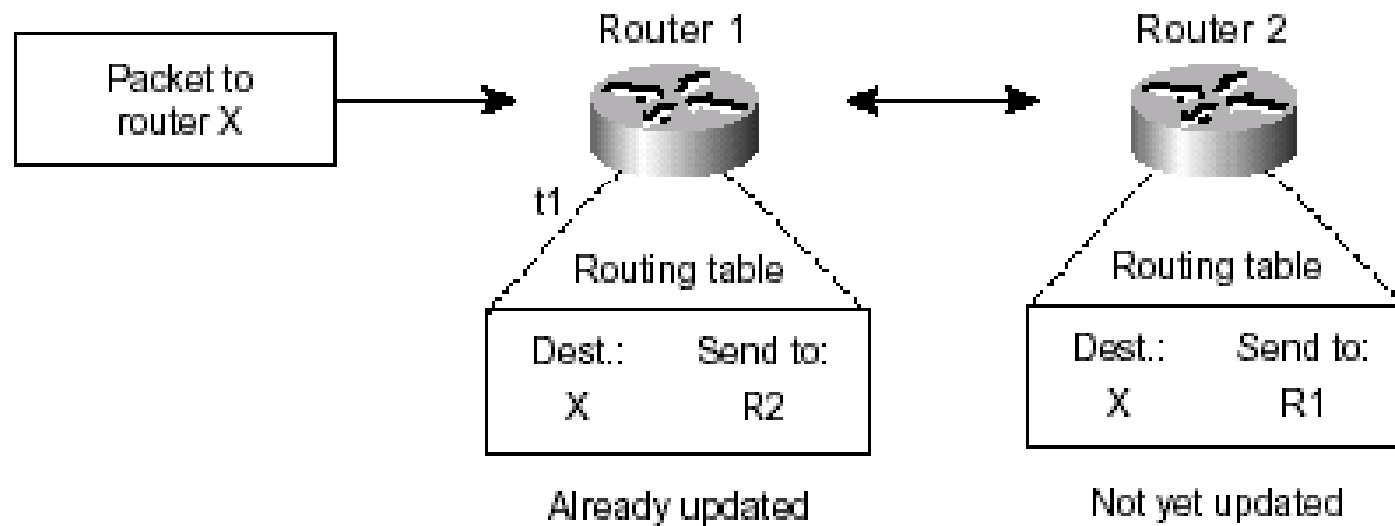 Router 1
Router 2
Packet to
router X
t1
Routing table
Dest.: Send to:
X R2
Already updated
Routing table
Dest.: Send to:
X R1
Not yet updated